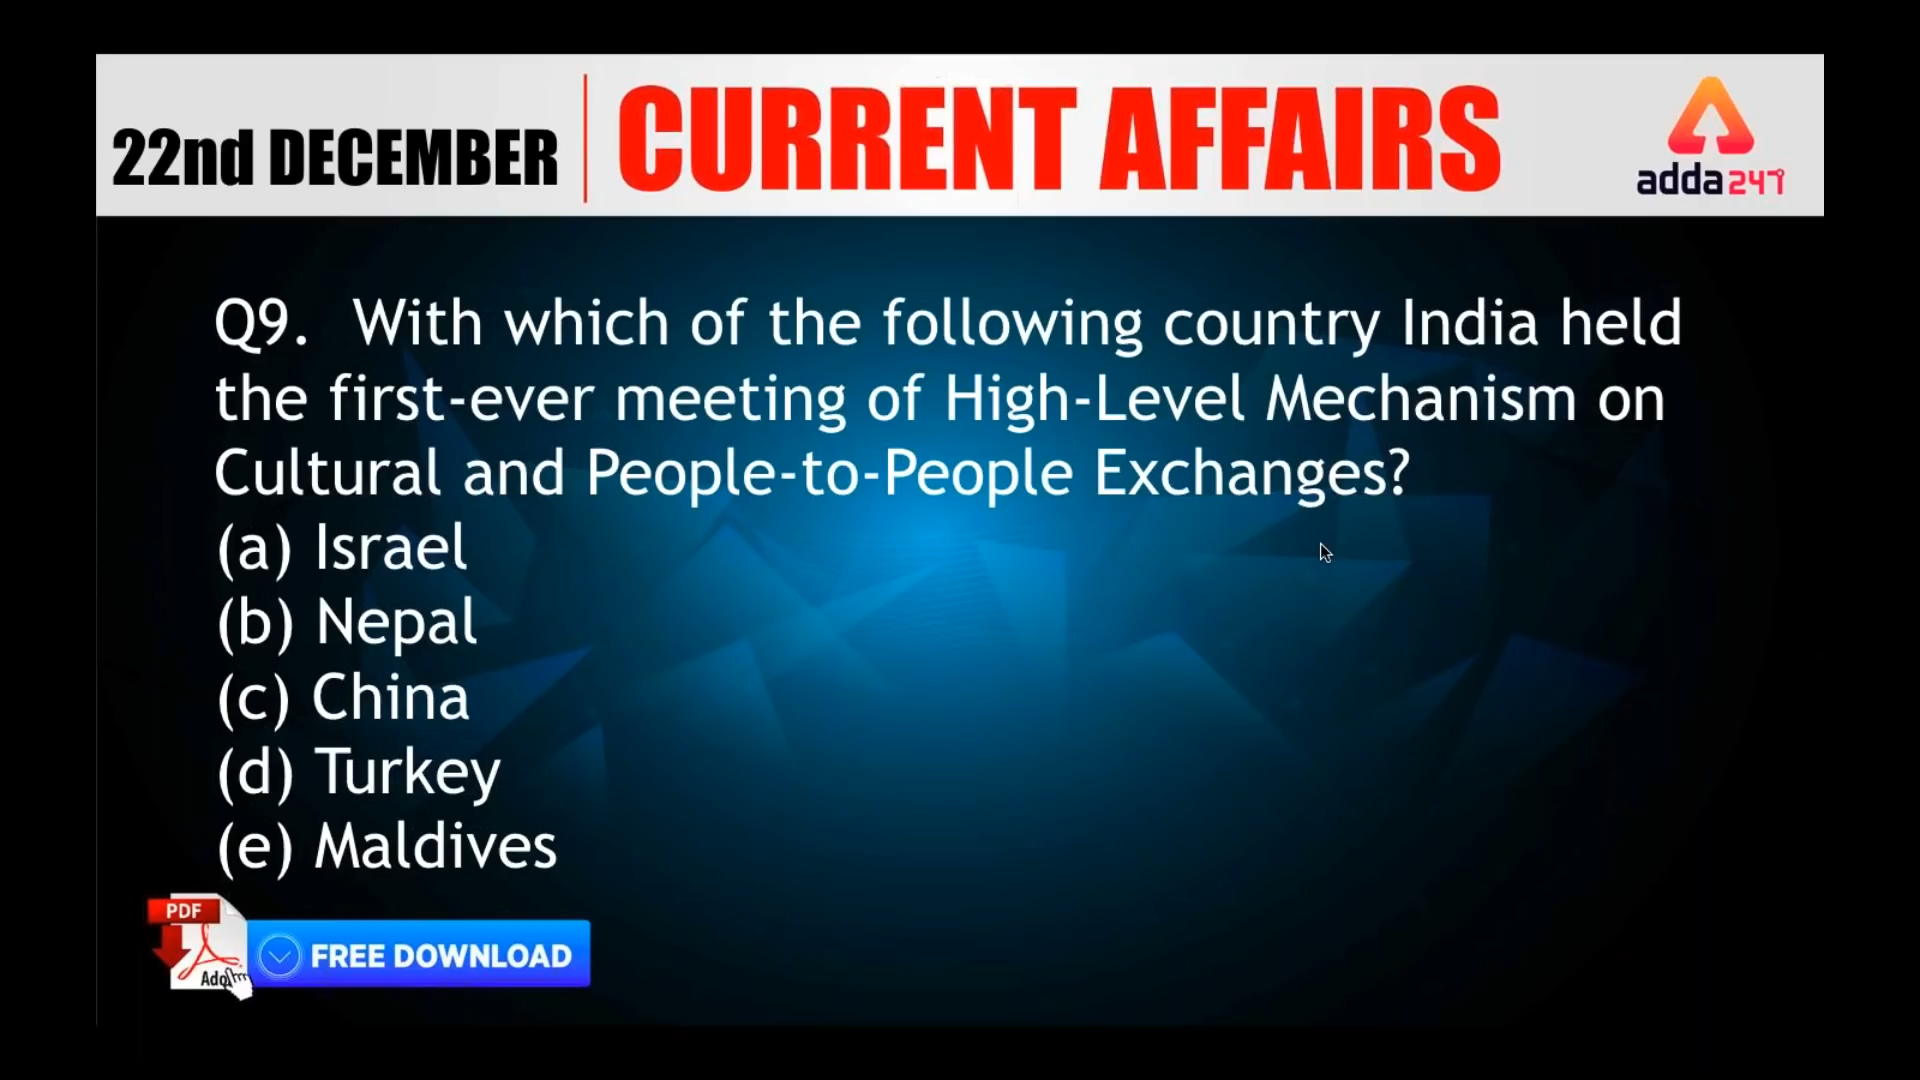 22nd DECEMBER
CURRENT AFFAIRS
adda247
Q9. With which of the following country India held
the first-ever meeting of High-Level Mechanism on
Cultural and People-to-People Exchanges?
(a) Israel
(b) Nepal
(c) China
(d) Turkey
(e) Maldives
PDF
FREE DOWNLOAD